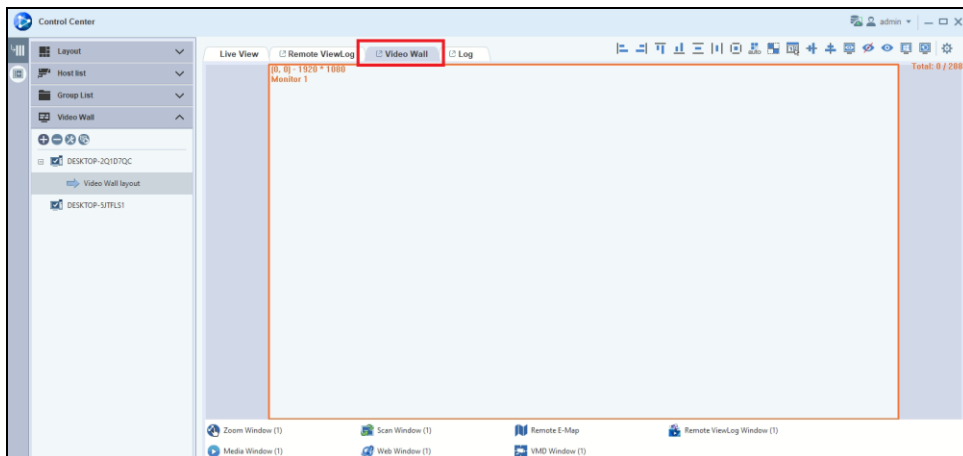 Control Center
admin
Layout
Host list
Group List
Video Wall
DESKTOP-2Q1D7QC
Video Wall layout
DESKTOP-5JTFLS1
Live View
Remote ViewLog
Video Wall
Log
Total: 0 / 200
(0, 0) - 1920 * 1080
Monitor 1
Zoom Window (1)
Scan Window (1)
Remote E-Map
Remote ViewLog Window (1)
Media Window (1)
Web Window (1)
VMD Window (1)